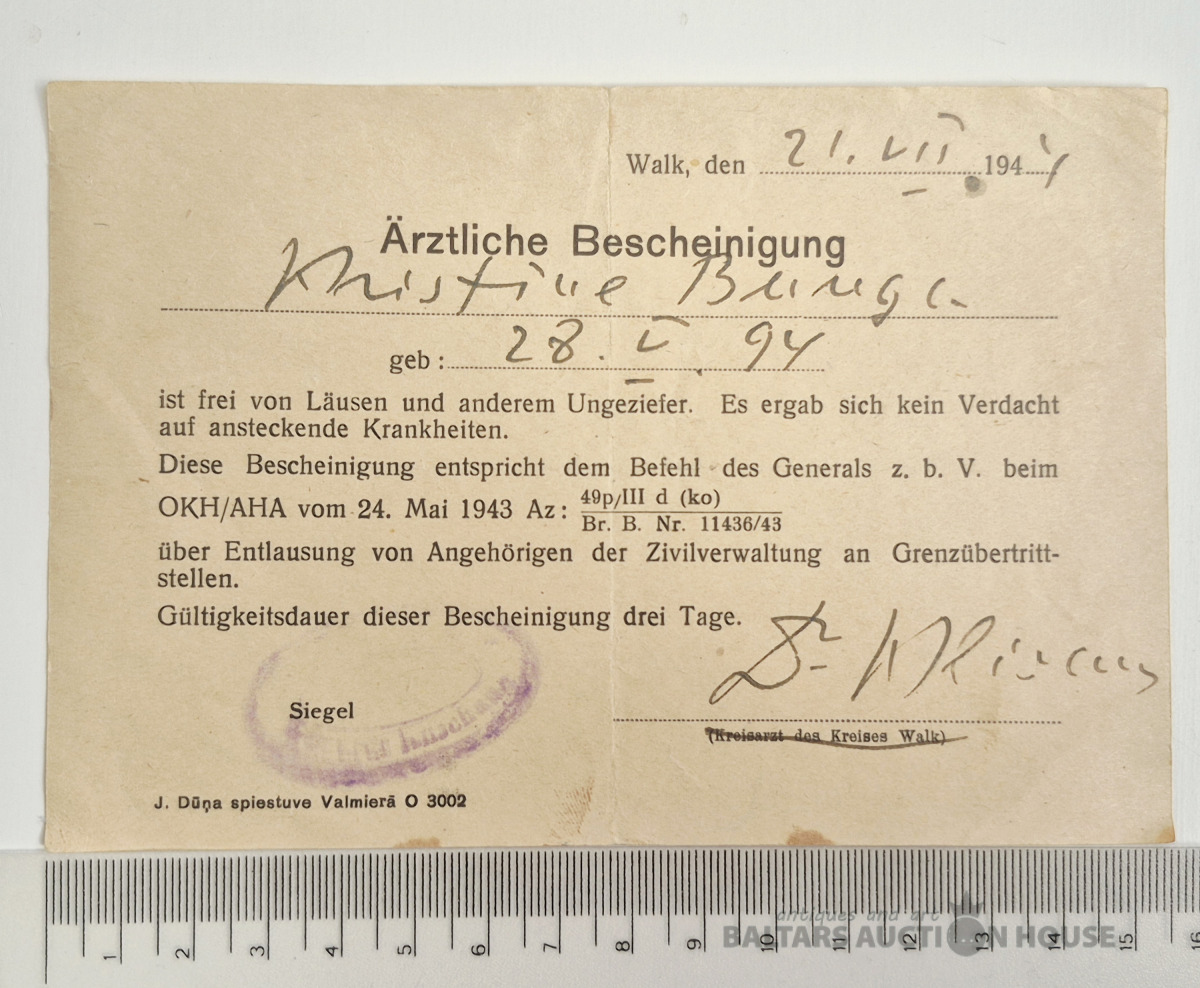 Walk, den 21. VII. 1944
Ärztliche Bescheinigung
Kristine Bunga
geb: 28. V. 94
ist frei von Läusen und anderem Ungeziefer. Es ergab sich kein Verdacht
auf ansteckende Krankheiten.
Diese Bescheinigung entspricht dem Befehl des Generals z. b. V. beim
OKH/AHA vom 24. Mai 1943 Az: 49p/III d (ko)
Br. B. Nr. 11436/43
über Entlausung von Angehörigen der Zivilverwaltung an Grenzübertritt-
stellen.
Gültigkeitsdauer dieser Bescheinigung drei Tage.
Dr
Siegel
(Kreisarzt des Kreises Walk)
J. Dūņa spiestuve Valmierā O 3002
antiques and art
BALTARS AUCTION HOUSE
1 2 3 4 5 6 7 8 9 10 11 12 13 14 15 16